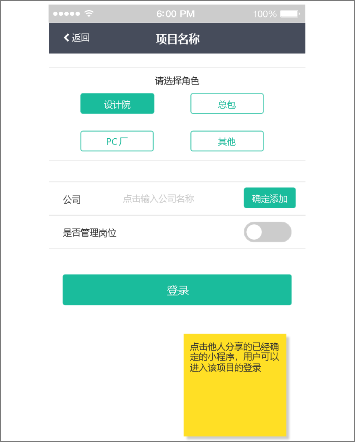 6:00 PM 100%
返回 项目名称
请选择角色
设计院 总包
PC厂 其他
公司 点击输入公司名称 确定添加
是否管理岗位
登录
点击他人分享的已经确
定的小程序，用户可以
进入该项目的登录